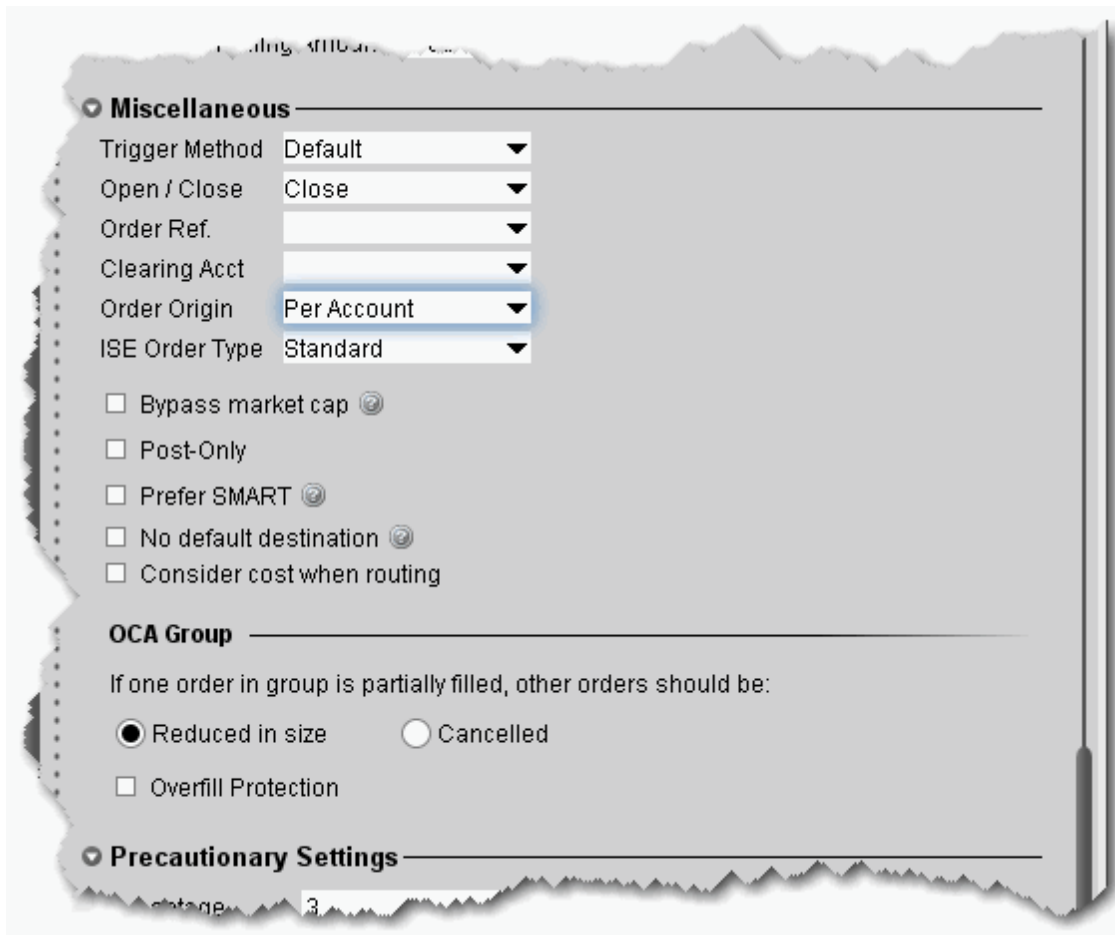 Miscellaneous
Trigger Method Default
Open / Close Close
Order Ref.
Clearing Acct
Order Origin Per Account
ISE Order Type Standard
Bypass market cap
Post-Only
Prefer SMART
No default destination
Consider cost when routing
OCA Group
If one order in group is partially filled, other orders should be:
Reduced in size Cancelled
Overfill Protection
Precautionary Settings
3